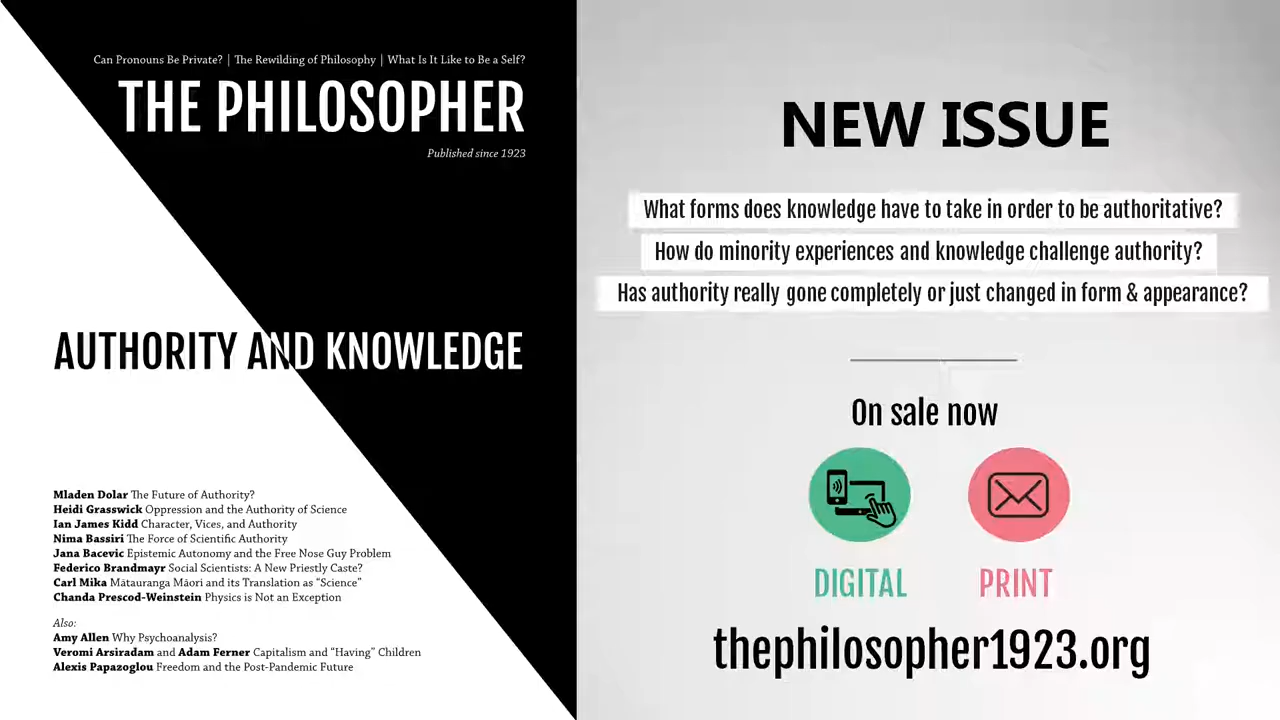 Can Pronouns Be Private? | The Rewilding of Philosophy | What Is It Like to Be a Self?
THE PHILOSOPHER
Published since 1923
AUTHORITY AND KNOWLEDGE
Mladen Dolar The Future of Authority?
Heidi Grasswick Oppression and the Authority of Science
Ian James Kidd Character, Vices, and Authority
Nima Bassiri The Force of Scientific Authority
Jana Bacevic Epistemic Autonomy and the Free Nose Guy Problem
Federico Brandmayr Social Scientists: A New Priestly Caste?
Carl Mika Mātauranga Māori and its Translation as “Science”
Chanda Prescod-Weinstein Physics is Not an Exception
Also:
Amy Allen Why Psychoanalysis?
Veromi Arsiradam and Adam Ferner Capitalism and “Having” Children
Alexis Papazoglou Freedom and the Post-Pandemic Future
NEW ISSUE
What forms does knowledge have to take in order to be authoritative?
How do minority experiences and knowledge challenge authority?
Has authority really gone completely or just changed in form & appearance?
On sale now
DIGITAL
PRINT
thephilosopher1923.org